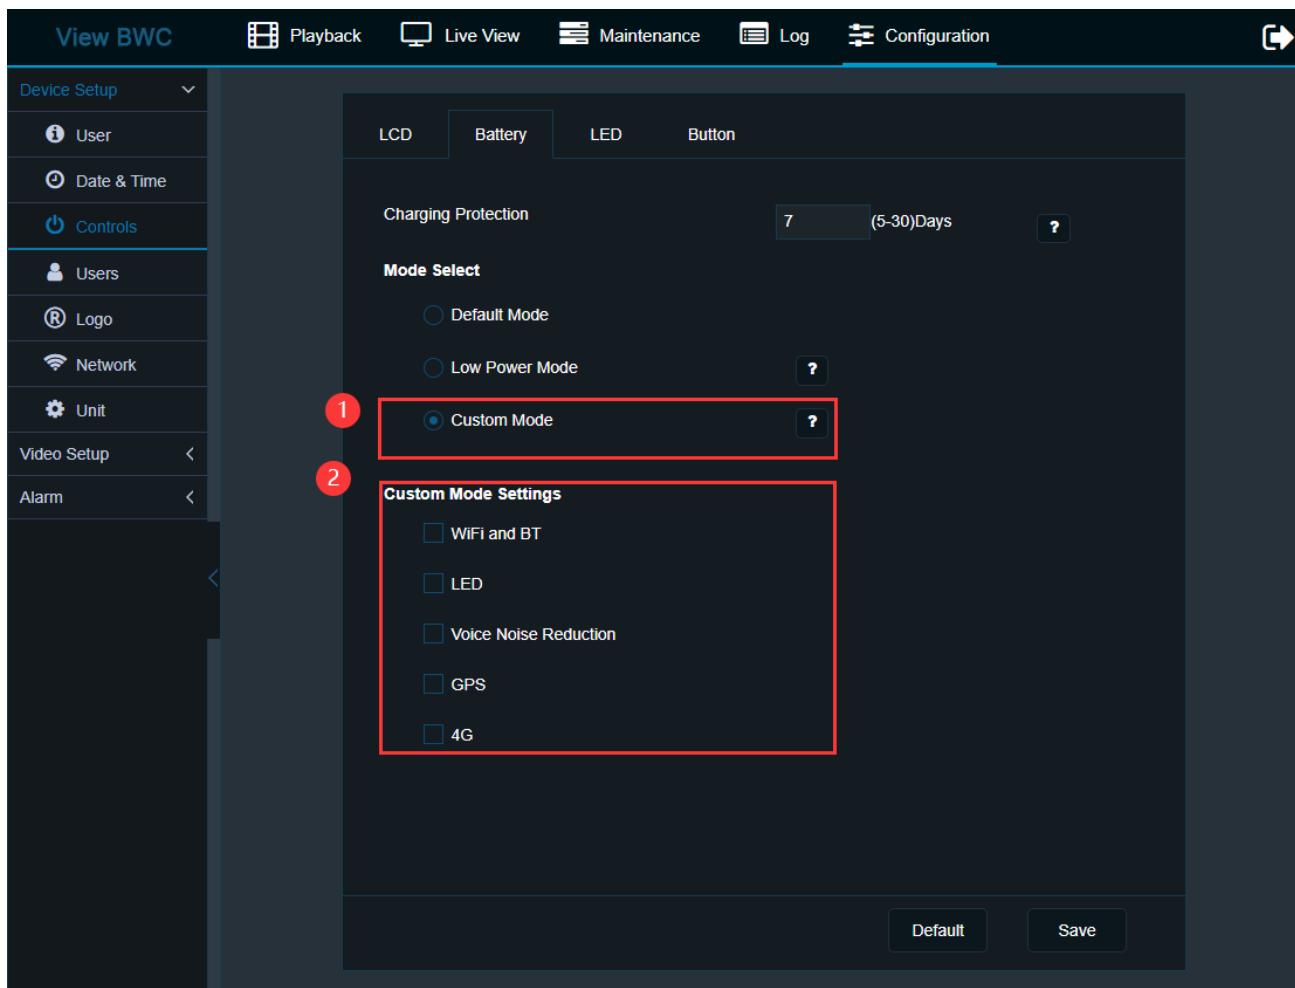 View BWC
Playback
Live View
Maintenance
Log
Configuration
Device Setup
User
Date & Time
Controls
Users
Logo
Network
Unit
Video Setup
Alarm
LCD
Battery
LED
Button
Charging Protection
7
(5-30)Days
?
Mode Select
Default Mode
Low Power Mode
?
1
Custom Mode
?
2
Custom Mode Settings
WiFi and BT
LED
Voice Noise Reduction
GPS
4G
Default
Save